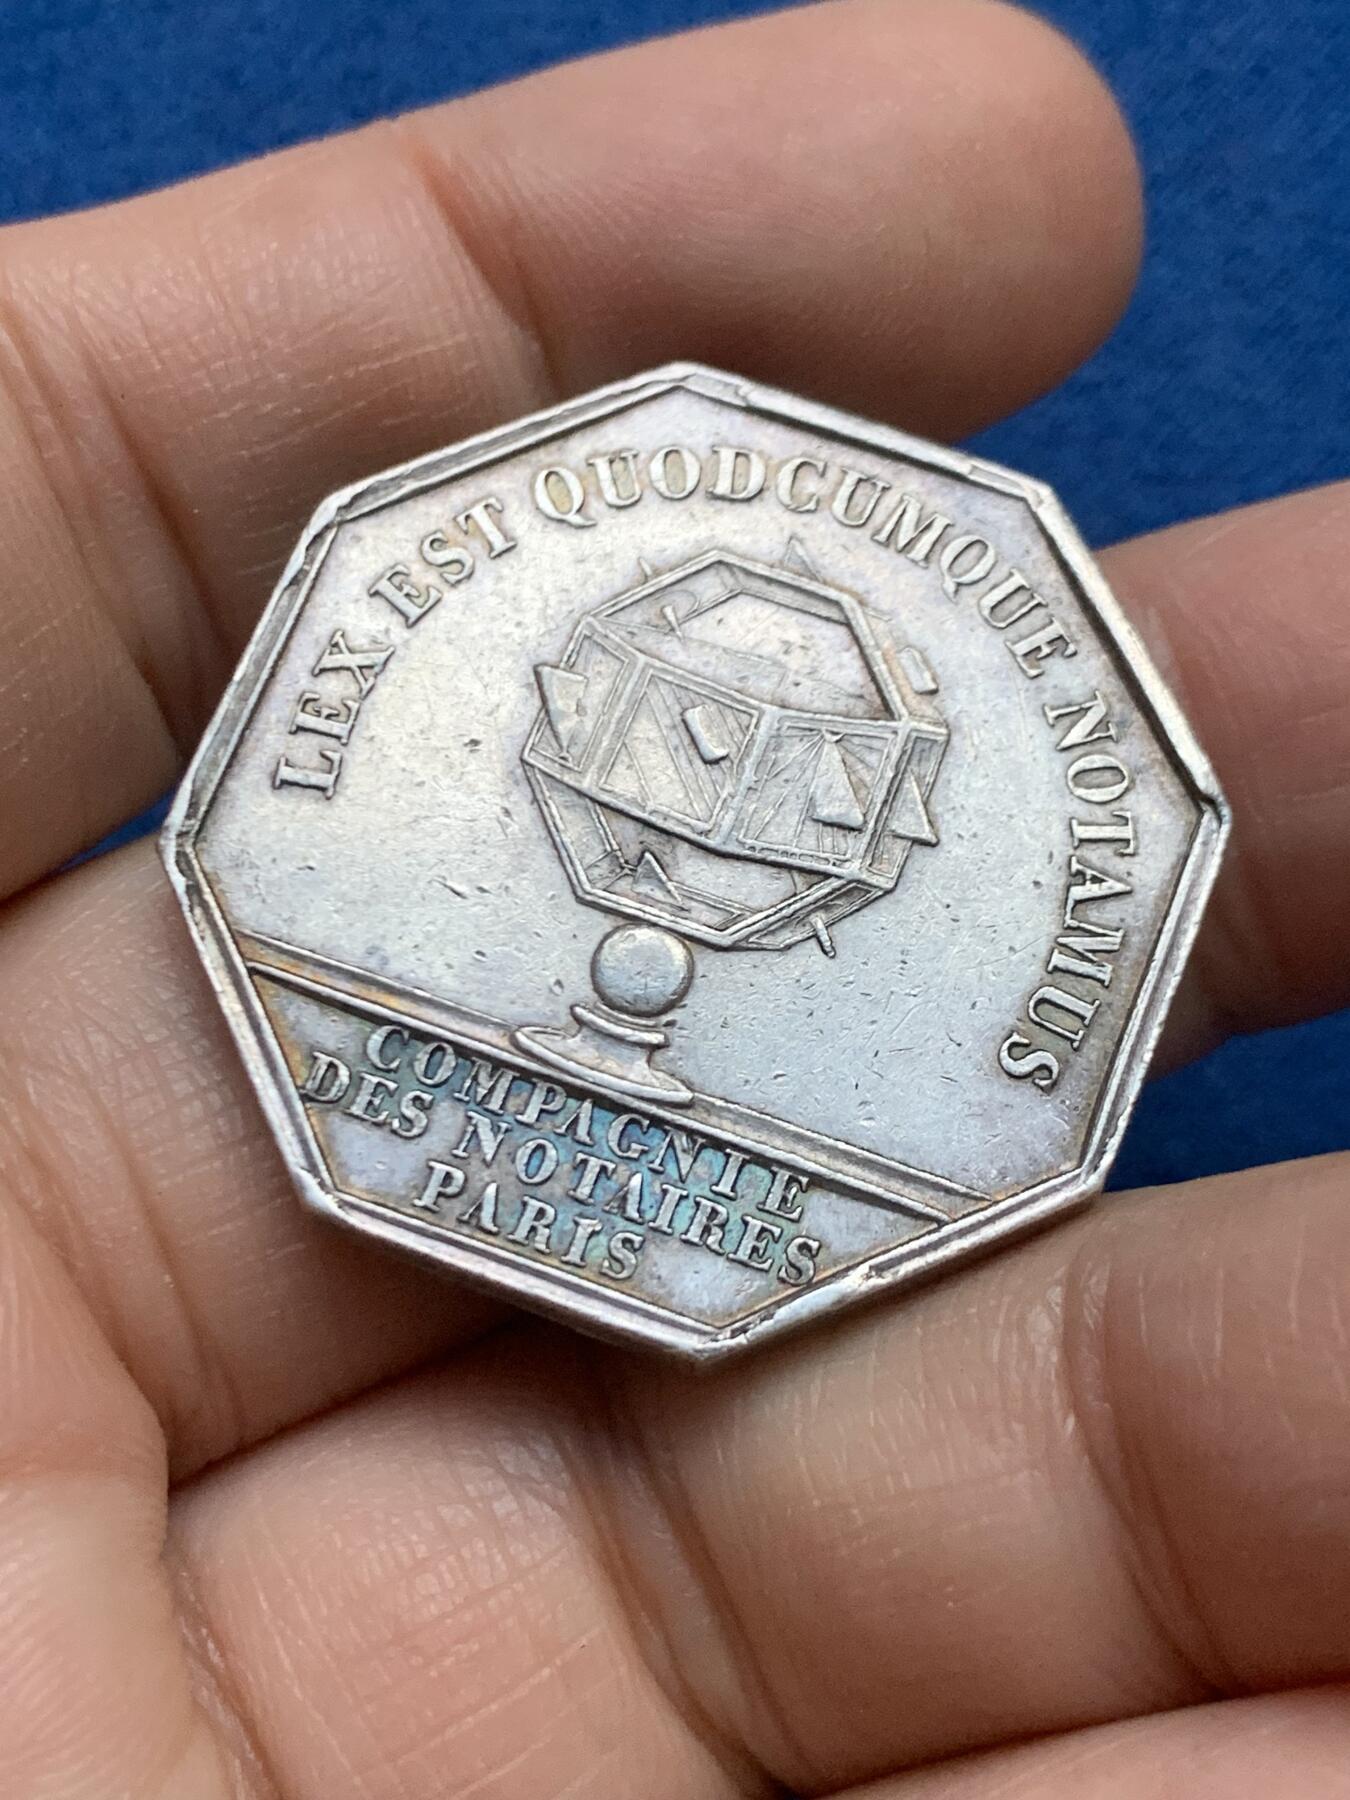 LEX EST QUODCUMQUE NOTAMUS
COMPAGNIE
DES NOTAIRES
PARIS